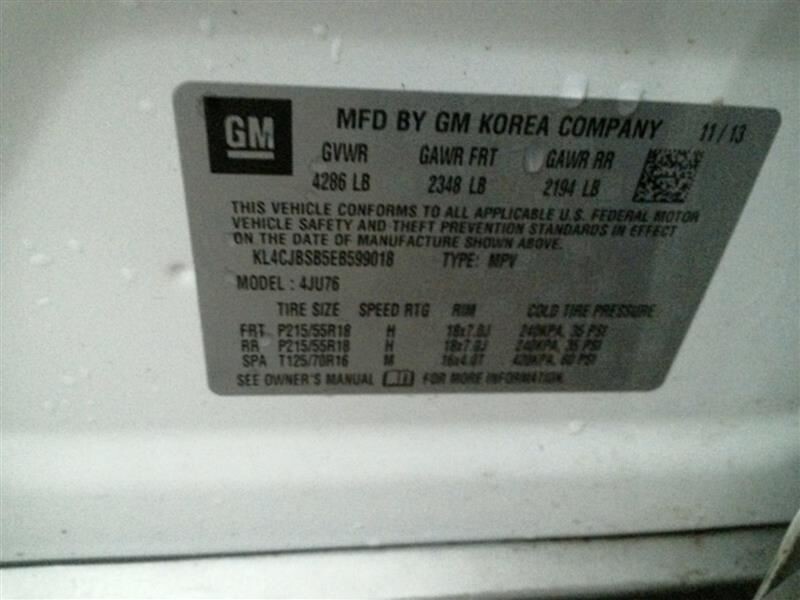 GM
MFD BY GM KOREA COMPANY 11/13
GVWR GAWR FRT GAWR RR
4286 LB 2348 LB 2194 LB
THIS VEHICLE CONFORMS TO ALL APPLICABLE U.S. FEDERAL MOTOR
VEHICLE SAFETY AND THEFT PREVENTION STANDARDS IN EFFECT
ON THE DATE OF MANUFACTURE SHOWN ABOVE.
KL4CJBSB5EB599018 TYPE: MPV
MODEL : 4JU76
TIRE SIZE SPEED RTG RIM COLD TIRE PRESSURE
FRT P215/55R18 H 18x7.0J 240KPA, 35 PSI
RR P215/55R18 H 18x7.0J 240KPA, 35 PSI
SPA T125/70R16 M 16x4.0T 420KPA, 60 PSI
SEE OWNER'S MANUAL FOR MORE INFORMATION.